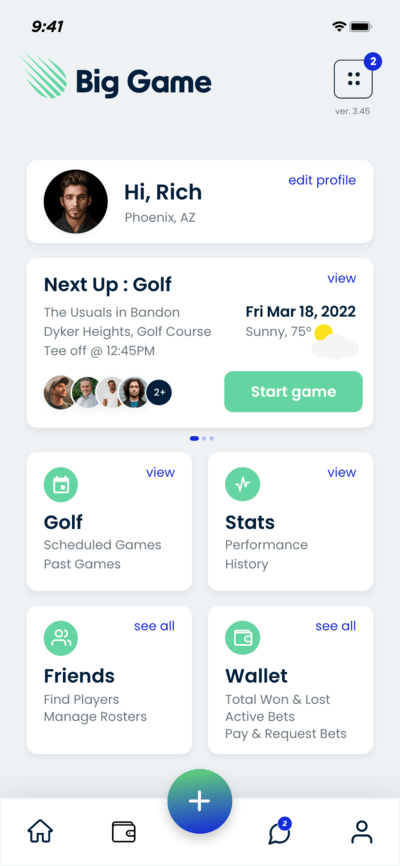 9:41
Big Game
2
ver. 3.45
Hi, Rich
edit profile
Phoenix, AZ
Next Up : Golf
view
The Usuals in Bandon
Fri Mar 18, 2022
Dyker Heights, Golf Course
Sunny, 75°
Tee off @ 12:45PM
2+
Start game
view
Golf
Scheduled Games
Past Games
view
Stats
Performance
History
see all
Friends
Find Players
Manage Rosters
see all
Wallet
Total Won & Lost
Active Bets
Pay & Request Bets
2